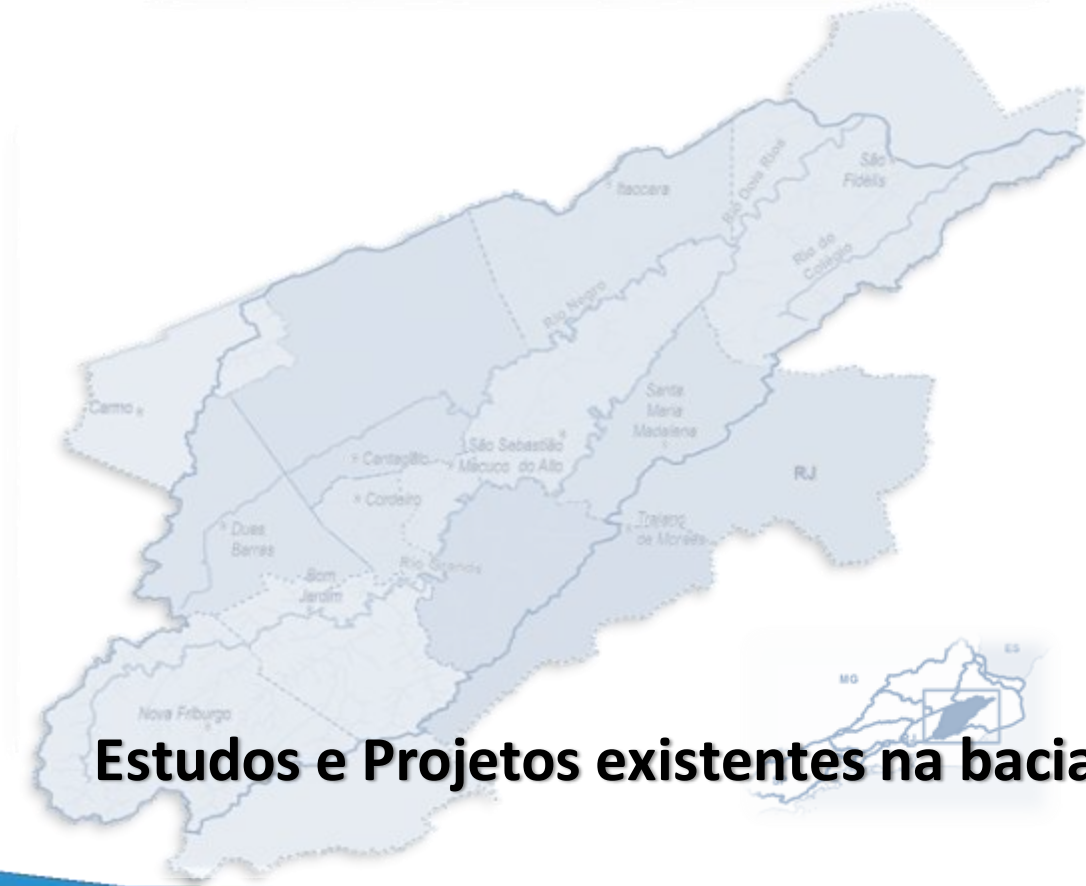 Itaocara
Rio Dois Rios
São
Fidélis
Rio do
Colégio
Rio Negro
Carmo
Santa
Maria
Madalena
São Sebastião
do Alto
Cantagalo
Macuco
RJ
Cordeiro
Duas
Barras
Trajano
de Moraes
Bom
Jardim
Rio Grande
Nova Friburgo
ES
MG
Estudos e Projetos existentes na bacia